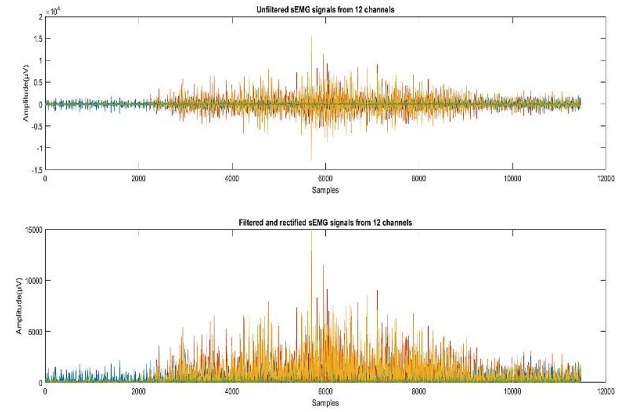 Unfiltered sEMG signals from 12 channels
×10⁴
2
1.5
1
0.5
0
-0.5
-1
-1.5
Amplitude(µV)
0 2000 4000 6000 8000 10000 12000
Samples
Filtered and rectified sEMG signals from 12 channels
15000
10000
5000
0
Amplitude(µV)
0 2000 4000 6000 8000 10000 12000
Samples